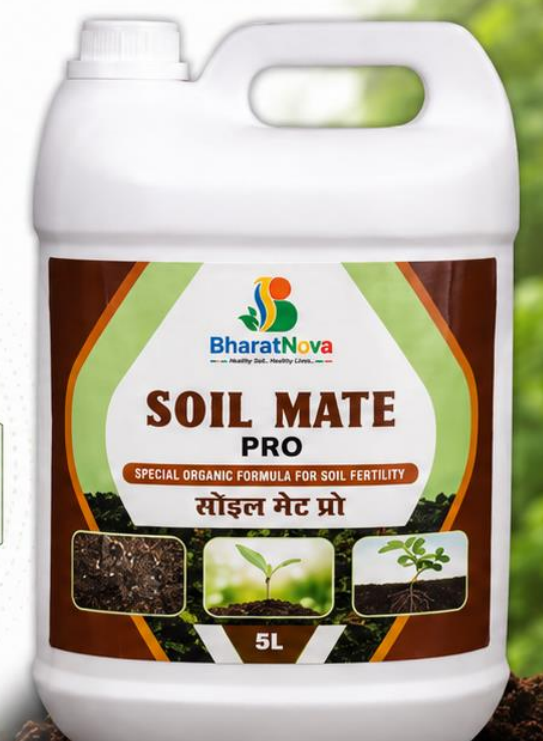 BharatNova
Healthy Soil.. Healthy Lives..
SOIL MATE
PRO
SPECIAL ORGANIC FORMULA FOR SOIL FERTILITY
सोंइल मेट प्रो
5L